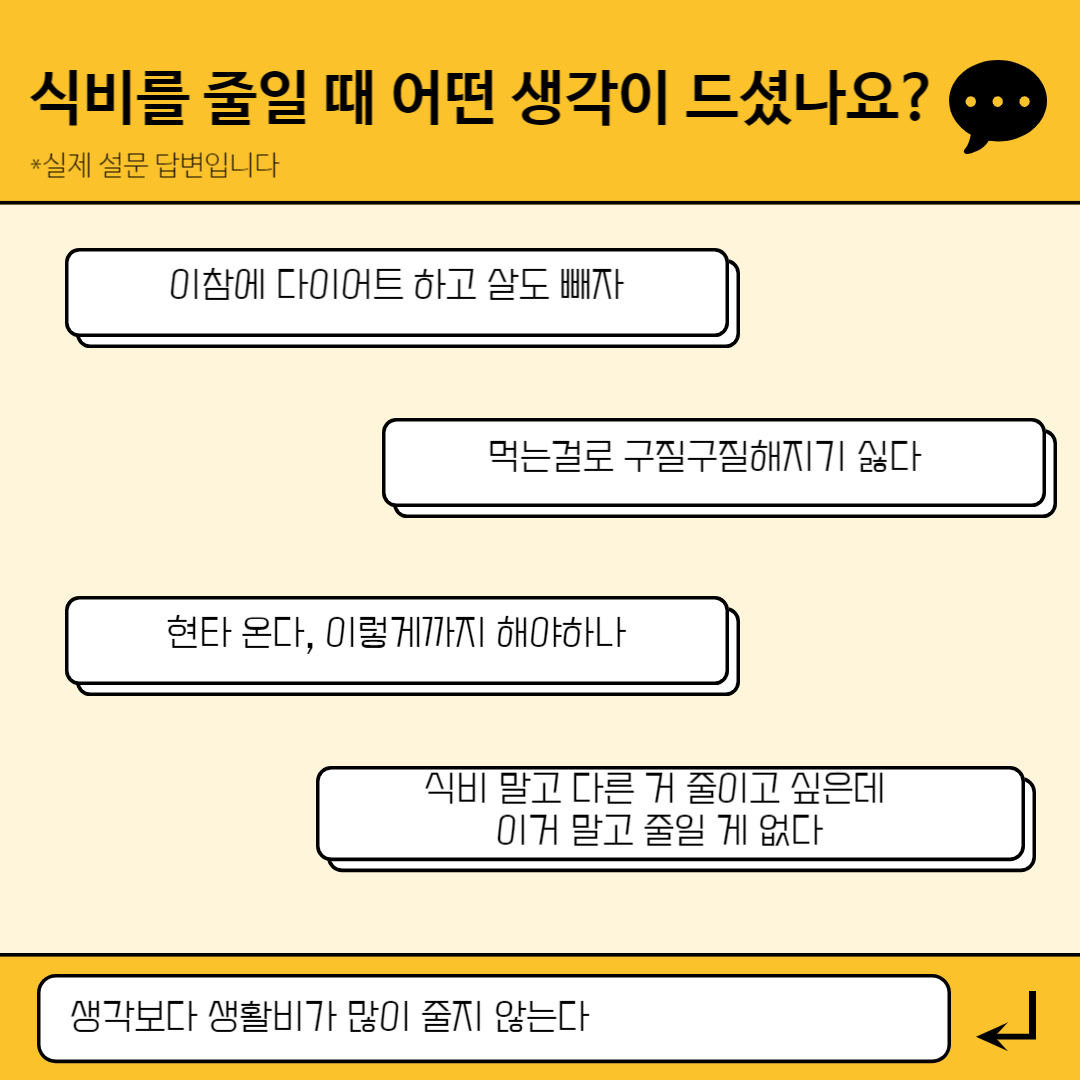 식비를 줄일 때 어떤 생각이 드셨나요?
*실제 설문 답변입니다
이참에 다이어트 하고 살도 빼자
먹는걸로 구질구질해지기 싫다
현타 온다, 이렇게까지 해야하나
식비 말고 다른 거 줄이고 싶은데
이거 말고 줄일 게 없다
생각보다 생활비가 많이 줄지 않는다